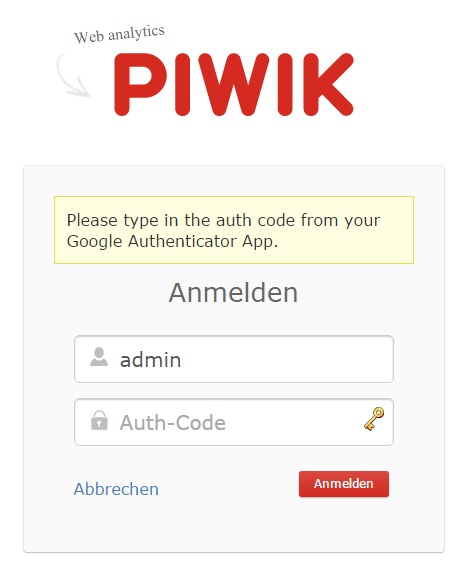 Web analytics
PIWIK
Please type in the auth code from your
Google Authenticator App.
Anmelden
admin
Auth-Code
Abbrechen
Anmelden